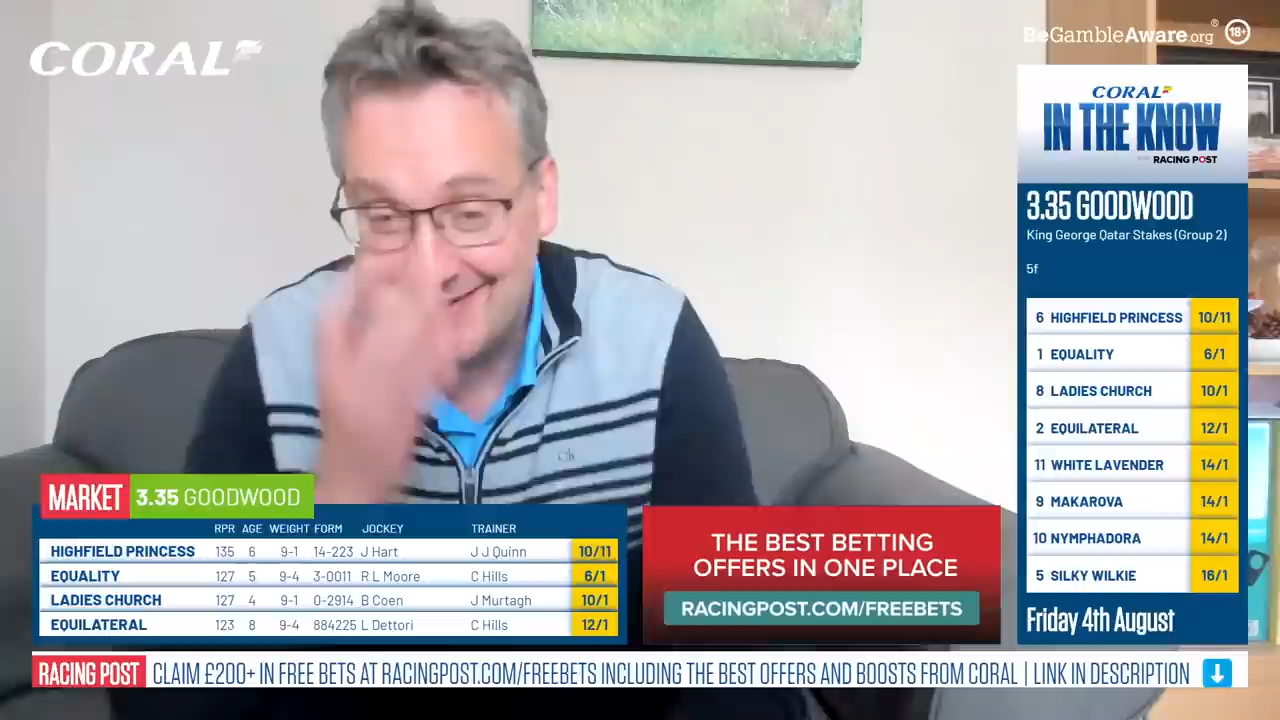 CORAL
BeGambleAware.org® 18+
CORAL
IN THE KNOW
WITH RACING POST
3.35 GOODWOOD
King George Qatar Stakes (Group 2)
5f
6 HIGHFIELD PRINCESS 10/11
1 EQUALITY 6/1
8 LADIES CHURCH 10/1
2 EQUILATERAL 12/1
11 WHITE LAVENDER 14/1
9 MAKAROVA 14/1
10 NYMPHADORA 14/1
5 SILKY WILKIE 16/1
Friday 4th August
ck
MARKET 3.35 GOODWOOD
RPR AGE WEIGHT FORM JOCKEY TRAINER
HIGHFIELD PRINCESS 135 6 9-1 14-223 J Hart J J Quinn 10/11
EQUALITY 127 5 9-4 3-0011 R L Moore C Hills 6/1
LADIES CHURCH 127 4 9-1 0-2914 B Coen J Murtagh 10/1
EQUILATERAL 123 8 9-4 884225 L Dettori C Hills 12/1
THE BEST BETTING
OFFERS IN ONE PLACE
RACINGPOST.COM/FREEBETS
RACING POST CLAIM £200+ IN FREE BETS AT RACINGPOST.COM/FREEBETS INCLUDING THE BEST OFFERS AND BOOSTS FROM CORAL | LINK IN DESCRIPTION